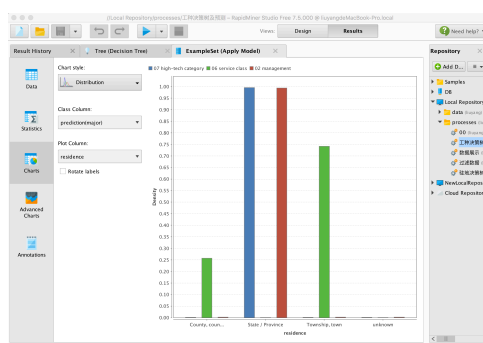 //Local Repository/processes/工种决策树及预测 – RapidMiner Studio Free 7.5.000 @ liuyangdeMacBook-Pro.local
Views: Design Results Need help?
Result History Tree (Decision Tree) ExampleSet (Apply Model) Repository
Data
Statistics
Charts
Advanced
Charts
Annotations
Chart style:
Distribution
Class Column:
prediction(major)
Plot Column:
residence
Rotate labels
07 high-tech category 06 service class 02 management
1.00
0.95
0.90
0.85
0.80
0.75
0.70
0.65
0.60
0.55
0.50
0.45
0.40
0.35
0.30
0.25
0.20
0.15
0.10
0.05
0.00
Density
County, coun... State / Province Township, town unknown
residence
Add D...
Samples
DB
Local Repository
data
processes
00
工种决策树
数据展示
过滤数据
NewLocalRepos
Cloud Repositor